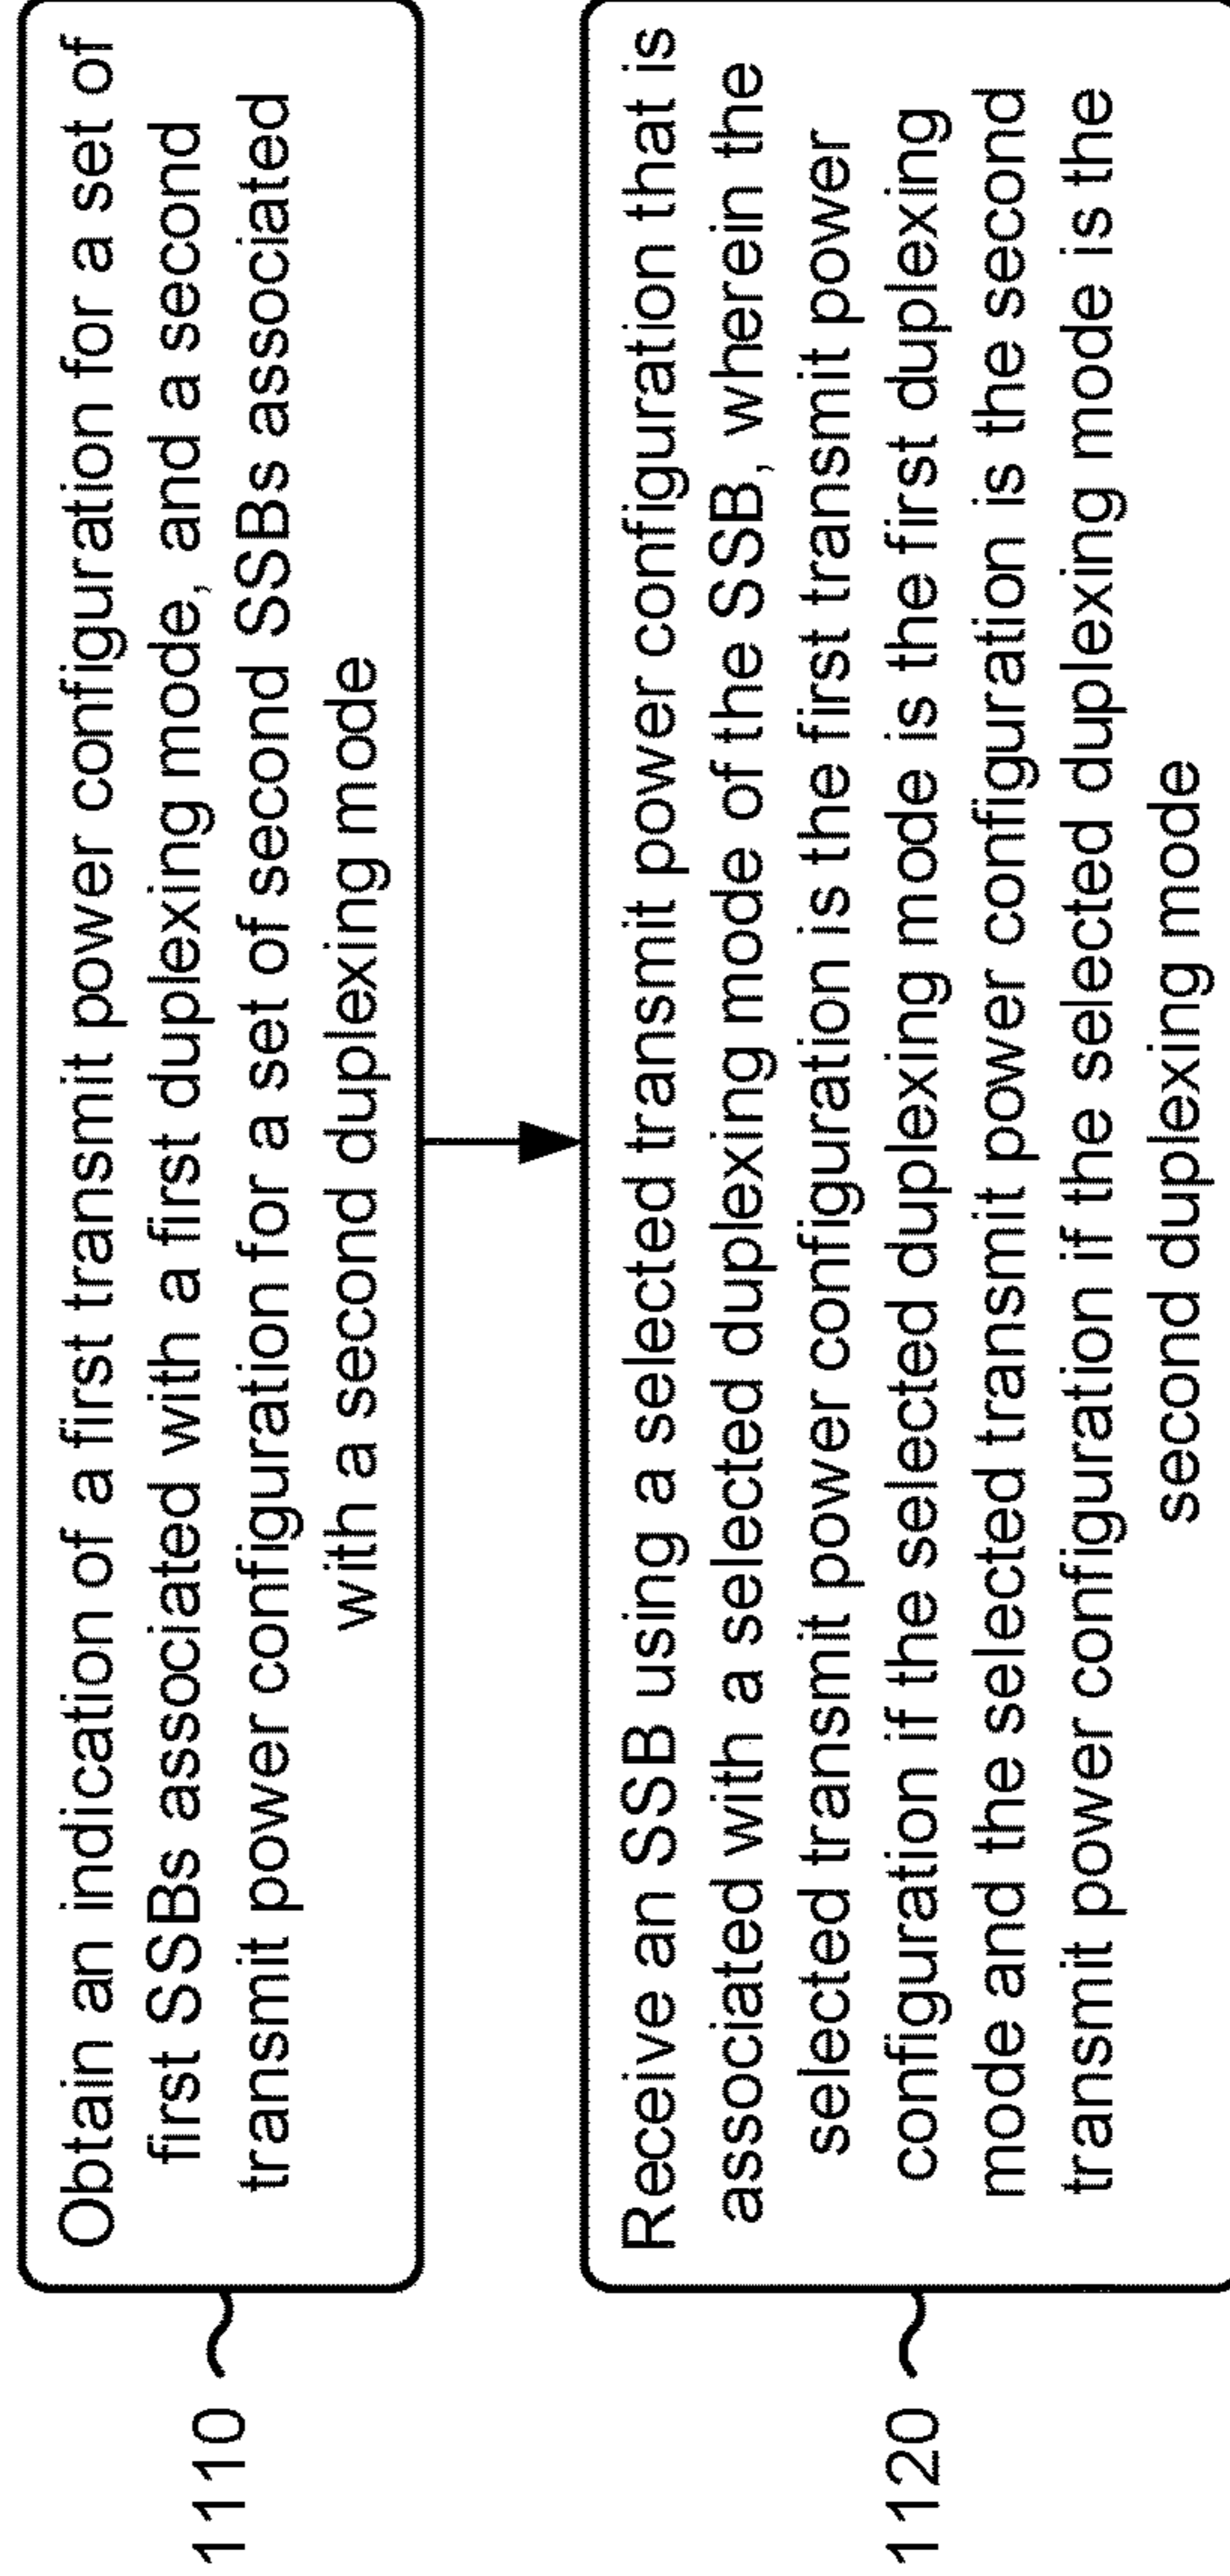 1110
Obtain an indication of a first transmit power configuration for a set of
first SSBs associated with a first duplexing mode, and a second
transmit power configuration for a set of second SSBs associated
with a second duplexing mode
1120
Receive an SSB using a selected transmit power configuration that is
associated with a selected duplexing mode of the SSB, wherein the
selected transmit power configuration is the first transmit power
configuration if the selected duplexing mode is the first duplexing
mode and the selected transmit power configuration is the second
transmit power configuration if the selected duplexing mode is the
second duplexing mode